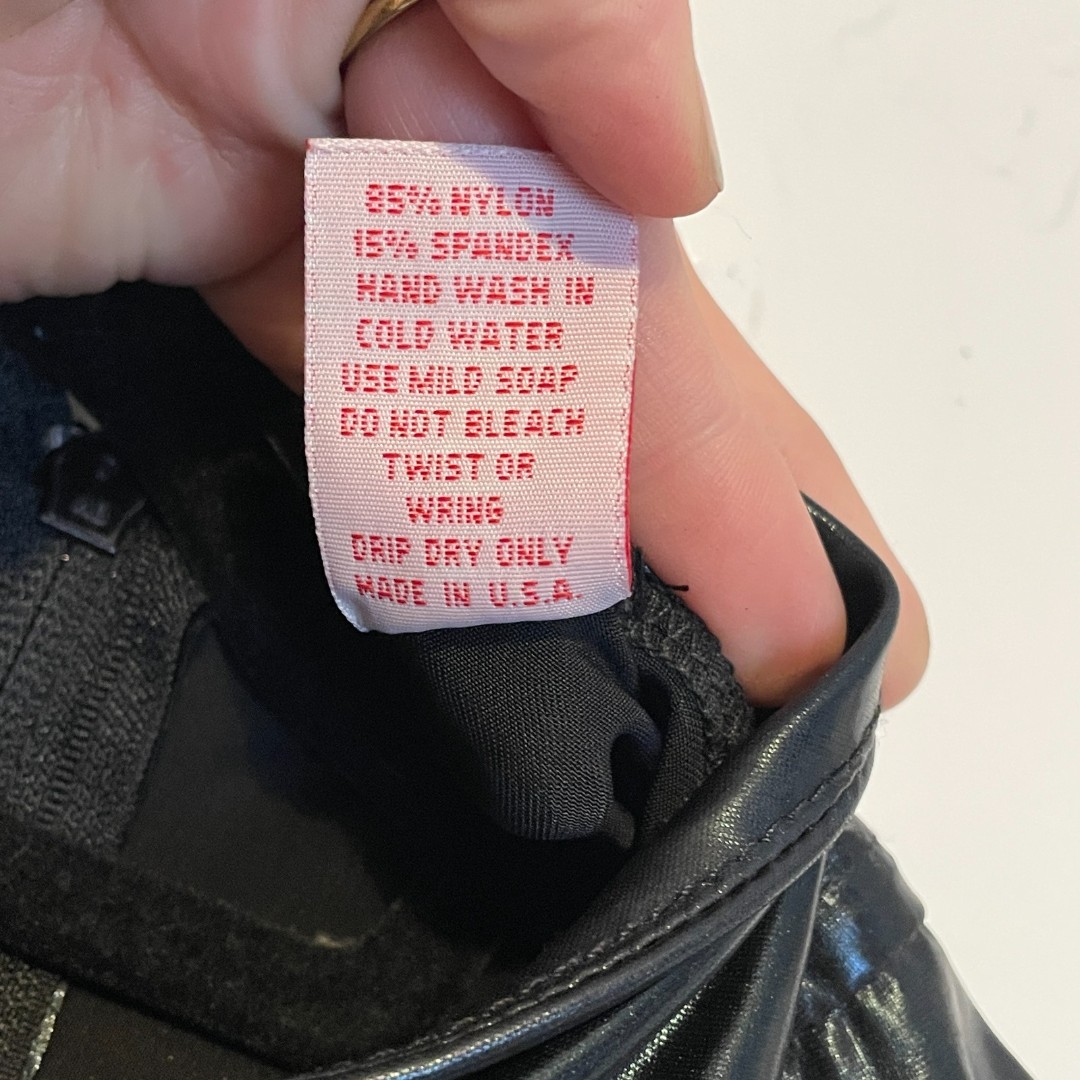 85% NYLON
15% SPANDEX
HAND WASH IN
COLD WATER
USE MILD SOAP
DO NOT BLEACH
TWIST OR
WRING
DRIP DRY ONLY
MADE IN U.S.A.